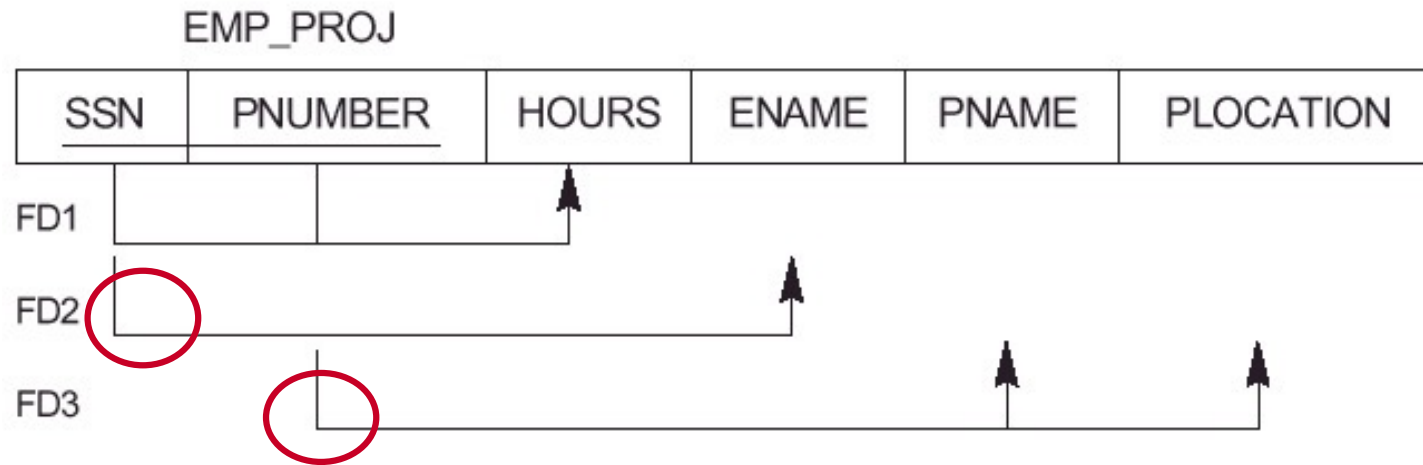 EMP_PROJ
SSN PNUMBER HOURS ENAME PNAME PLOCATION
FD1
FD2
FD3